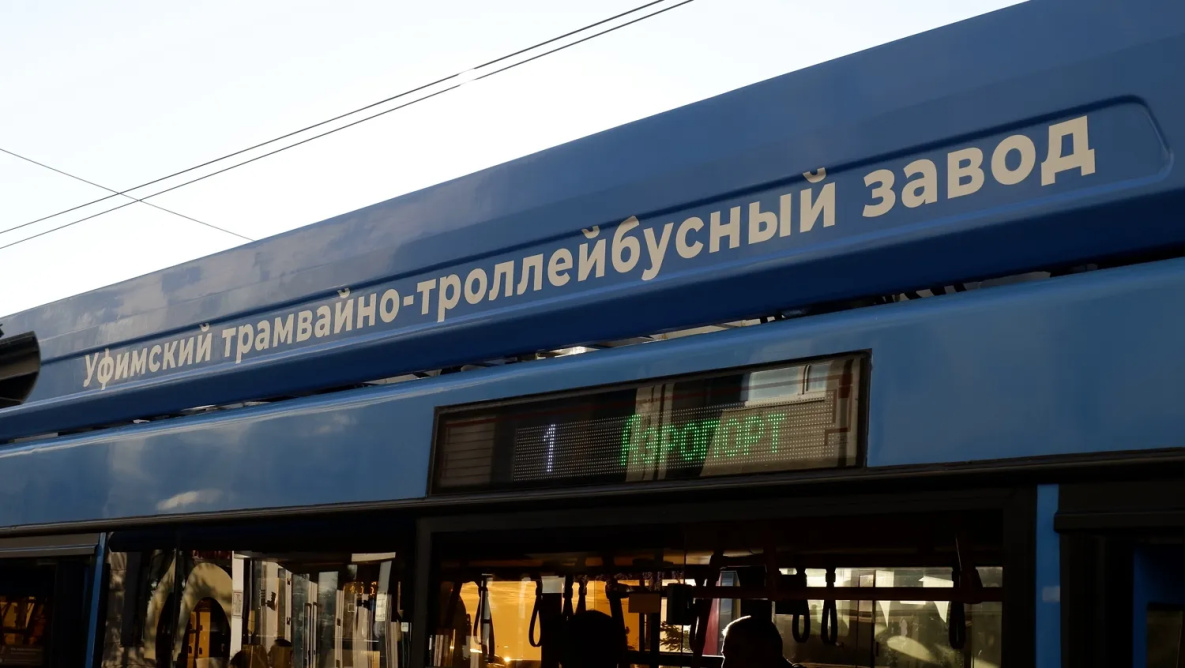 Уфимский трамвайно-троллейбусный завод
1 Аэропорт